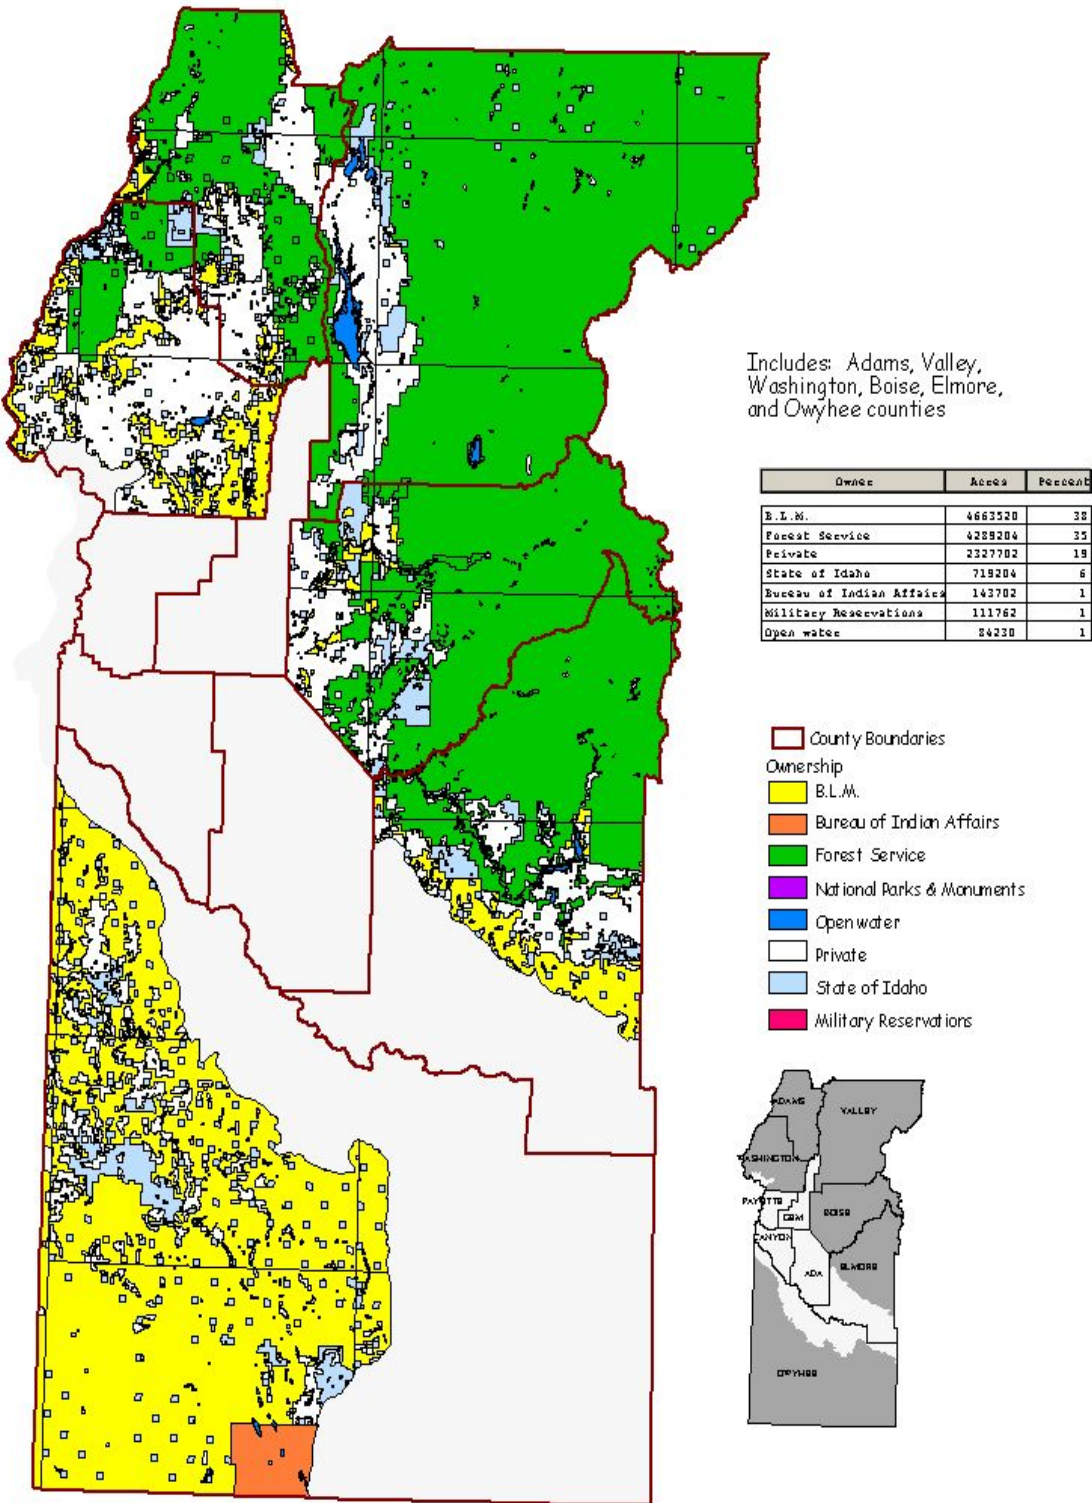 Includes: Adams, Valley,
Washington, Boise, Elmore,
and Owyhee counties
Owner Acres Percent
B.L.M. 4663520 38
Forest Service 4289204 35
Private 2327702 19
State of Idaho 719204 6
Bureau of Indian Affairs 143702 1
Military Reservations 111762 1
Open water 84230 1
County Boundaries
Ownership
B.L.M.
Bureau of Indian Affairs
Forest Service
National Parks & Monuments
Open water
Private
State of Idaho
Military Reservations
ADAMS
VALLEY
WASHINGTON
PAYETTE
GEM
BOISE
CANYON
ADA
ELMORE
OWYHEE